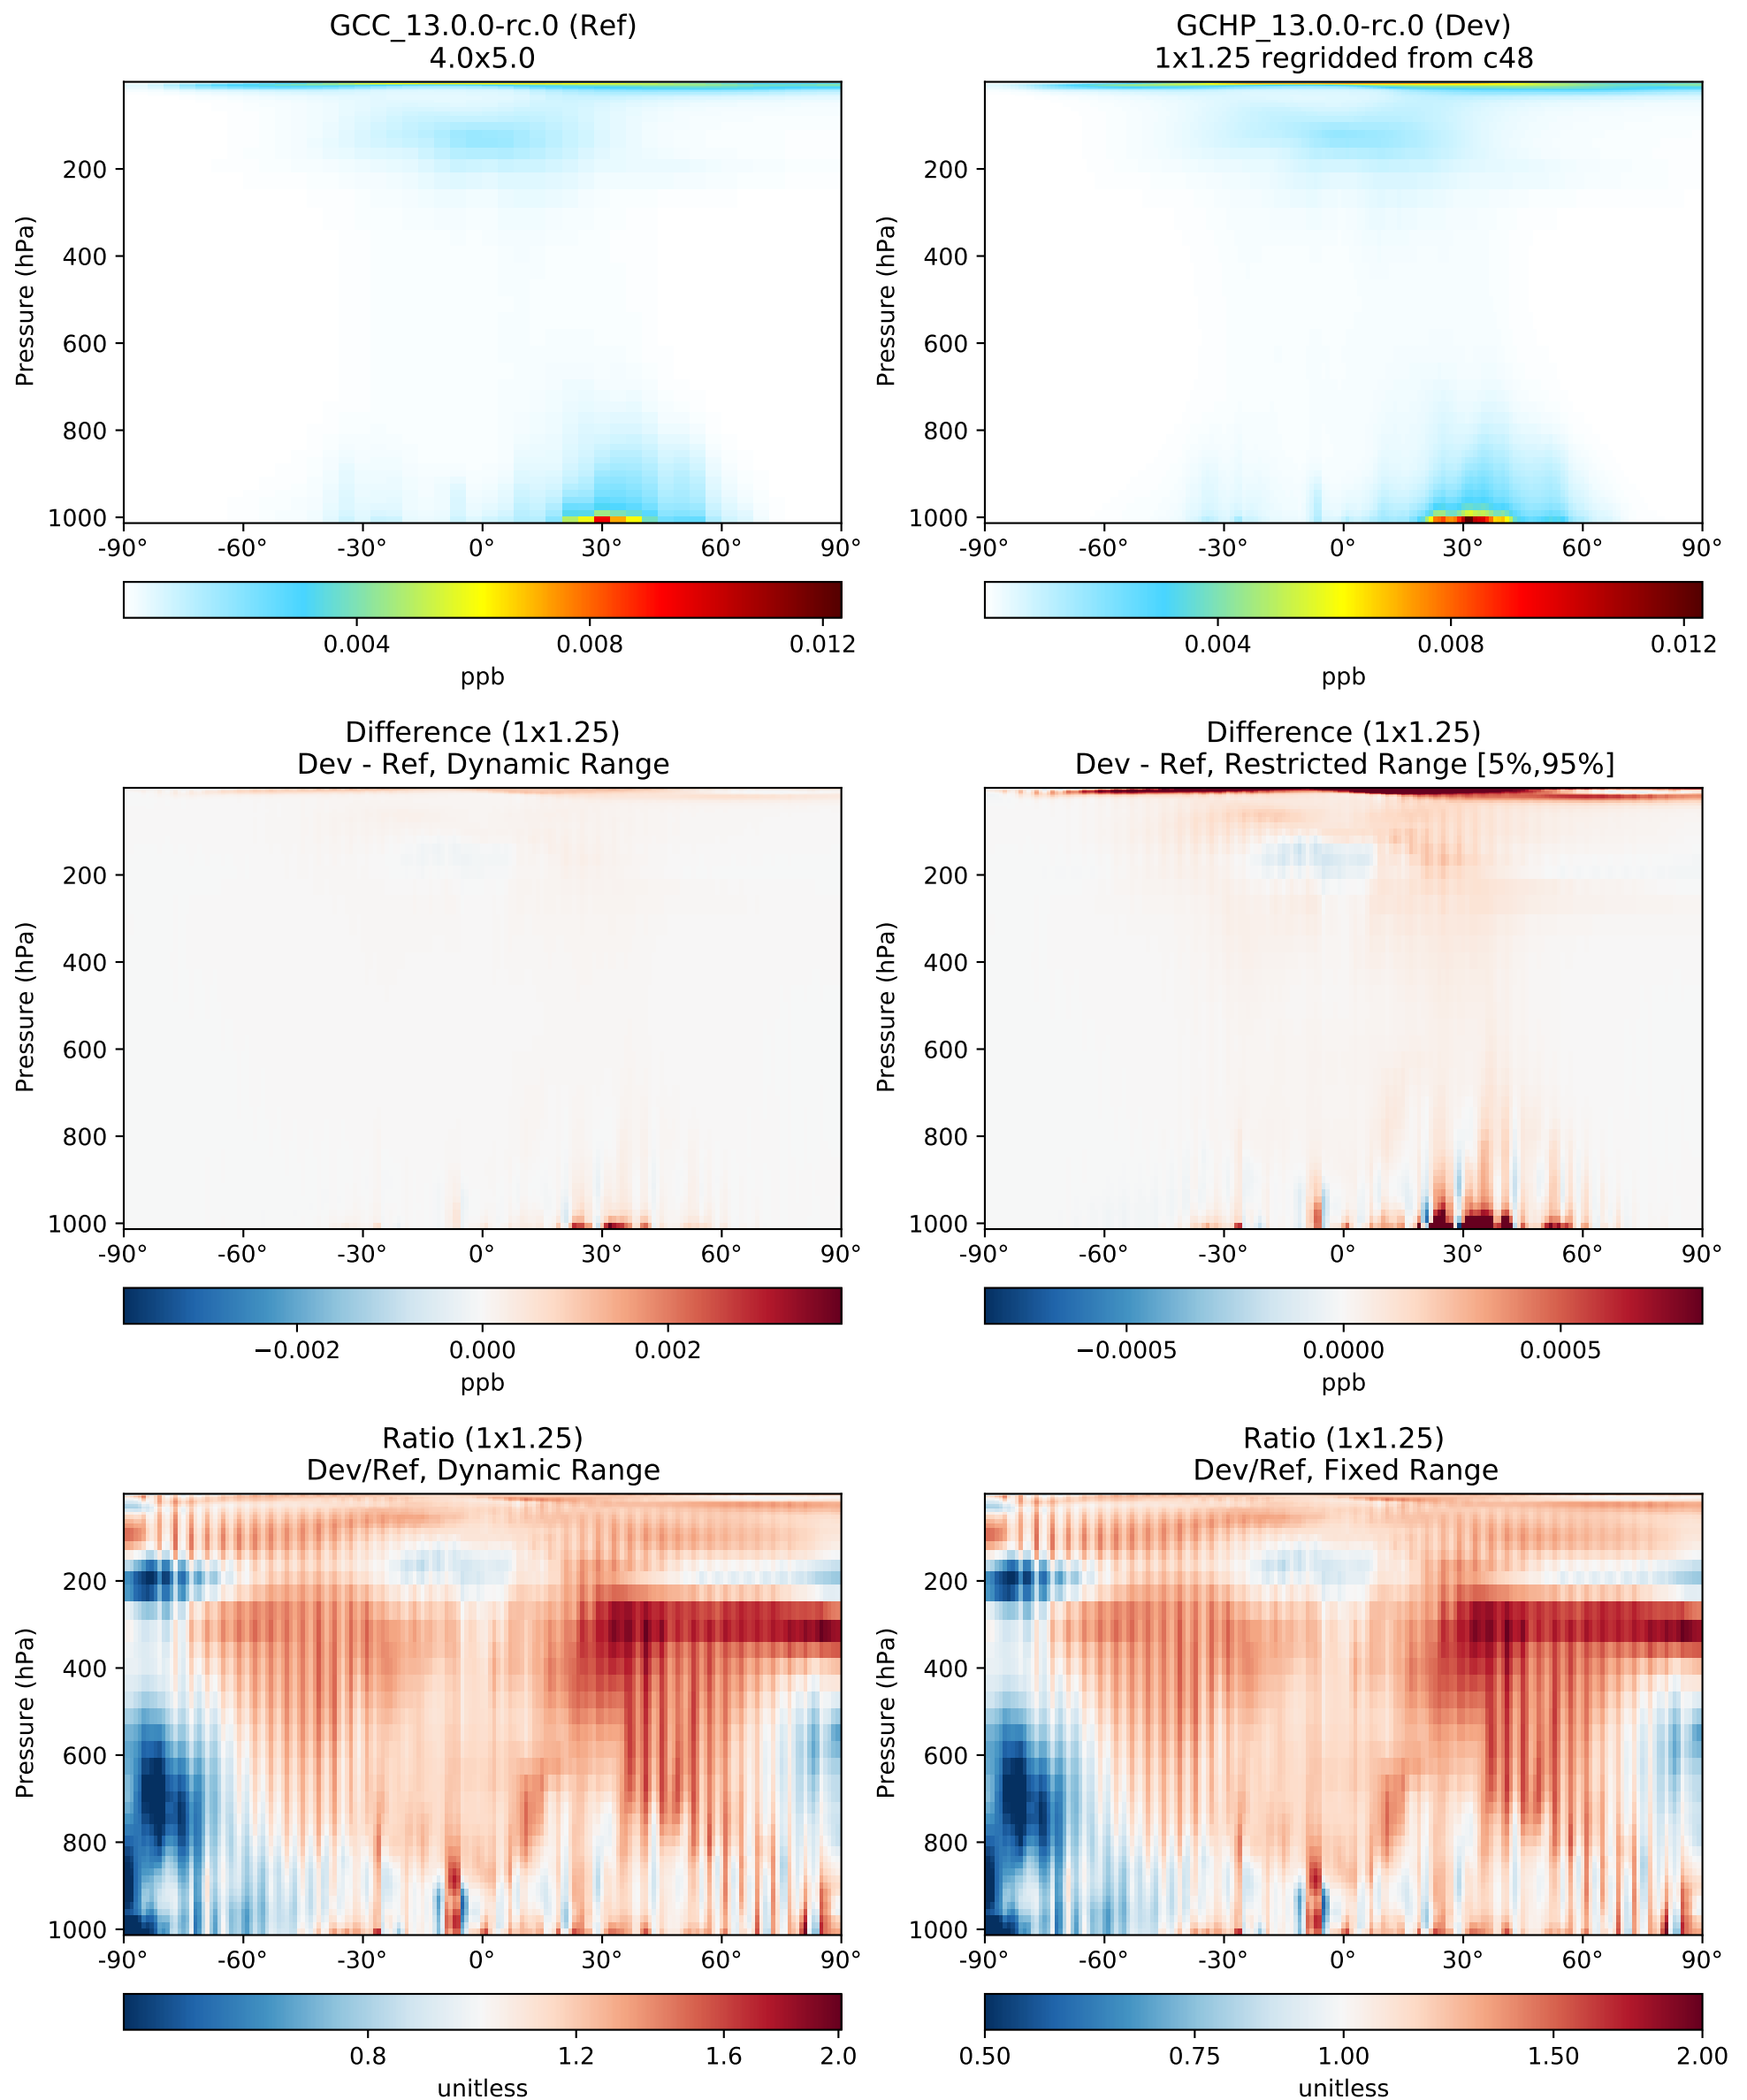 GCC_13.0.0-rc.0 (Ref)
4.0x5.0
Pressure (hPa)
200
400
600
800
1000
-90° -60° -30° 0° 30° 60° 90°
0.004 0.008 0.012
ppb
GCHP_13.0.0-rc.0 (Dev)
1x1.25 regridded from c48
Pressure (hPa)
200
400
600
800
1000
-90° -60° -30° 0° 30° 60° 90°
0.004 0.008 0.012
ppb
Difference (1x1.25)
Dev - Ref, Dynamic Range
Pressure (hPa)
200
400
600
800
1000
-90° -60° -30° 0° 30° 60° 90°
−0.002 0.000 0.002
ppb
Difference (1x1.25)
Dev - Ref, Restricted Range [5%,95%]
Pressure (hPa)
200
400
600
800
1000
-90° -60° -30° 0° 30° 60° 90°
−0.0005 0.0000 0.0005
ppb
Ratio (1x1.25)
Dev/Ref, Dynamic Range
Pressure (hPa)
200
400
600
800
1000
-90° -60° -30° 0° 30° 60° 90°
0.8 1.2 1.6 2.0
unitless
Ratio (1x1.25)
Dev/Ref, Fixed Range
Pressure (hPa)
200
400
600
800
1000
-90° -60° -30° 0° 30° 60° 90°
0.50 0.75 1.00 1.50 2.00
unitless